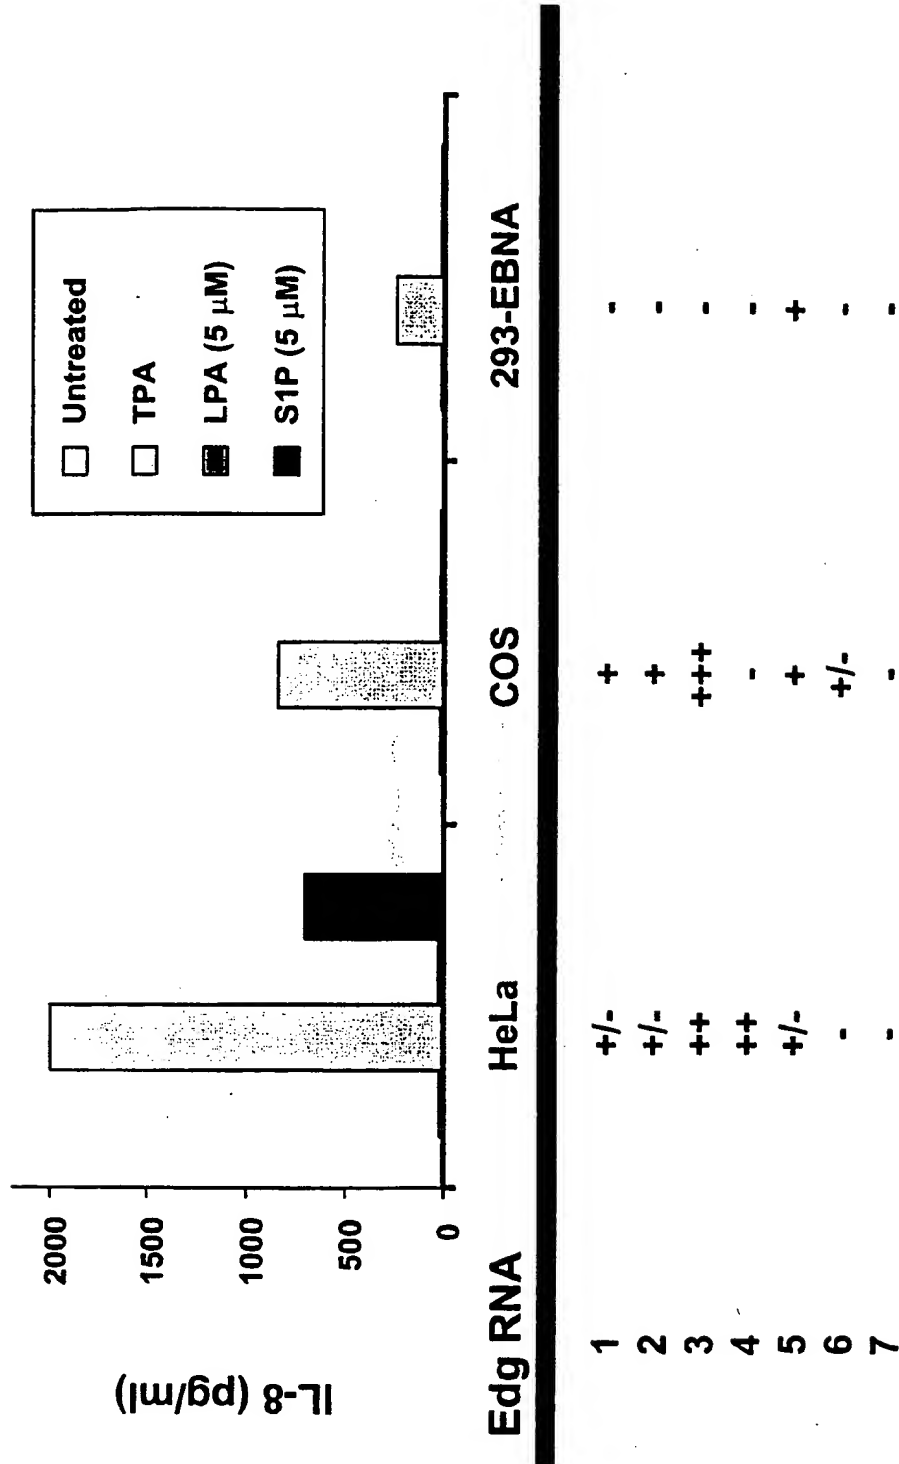 IL-8 (pg/ml)
2000
1500
1000
500
0
Untreated
TPA
LPA (5 μM)
S1P (5 μM)
Edg RNA HeLa COS 293-EBNA
1 +/- + -
2 +/- + -
3 ++ +++ -
4 ++ - -
5 +/- + +
6 - +/- -
7 - - -